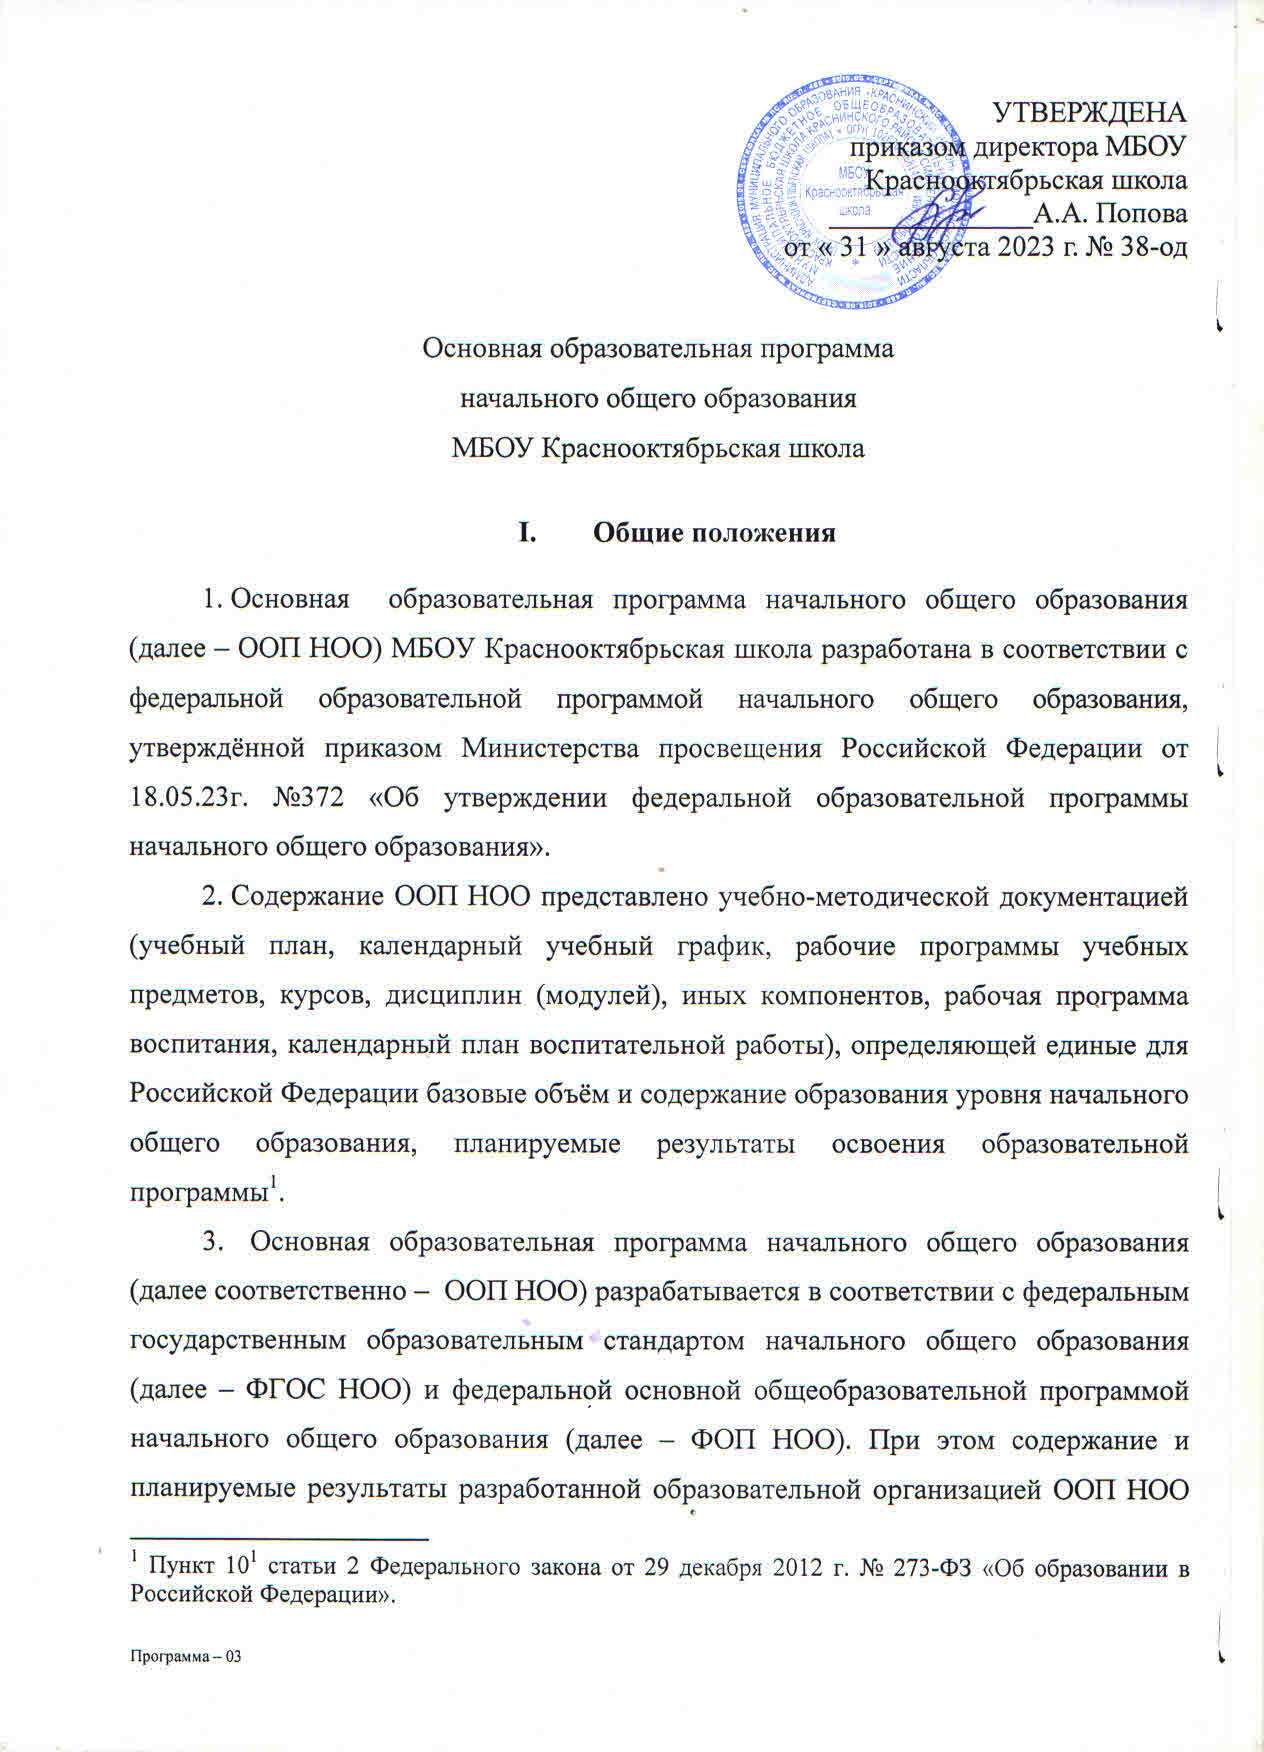 УТВЕРЖДЕНА
приказом директора МБОУ
Краснооктябрьская школа
______________А.А. Попова
от « 31 » августа 2023 г. № 38-од
МБОУ
Краснооктябрьская
школа
Основная образовательная программа
начального общего образования
МБОУ Краснооктябрьская школа
I. Общие положения
1. Основная образовательная программа начального общего образования
(далее – ООП НОО) МБОУ Краснооктябрьская школа разработана в соответствии с
федеральной образовательной программой начального общего образования,
утверждённой приказом Министерства просвещения Российской Федерации от
18.05.23г. №372 «Об утверждении федеральной образовательной программы
начального общего образования».
2. Содержание ООП НОО представлено учебно-методической документацией
(учебный план, календарный учебный график, рабочие программы учебных
предметов, курсов, дисциплин (модулей), иных компонентов, рабочая программа
воспитания, календарный план воспитательной работы), определяющей единые для
Российской Федерации базовые объём и содержание образования уровня начального
общего образования, планируемые результаты освоения образовательной
программы¹.
3. Основная образовательная программа начального общего образования
(далее соответственно – ООП НОО) разрабатывается в соответствии с федеральным
государственным образовательным стандартом начального общего образования
(далее – ФГОС НОО) и федеральной основной общеобразовательной программой
начального общего образования (далее – ФОП НОО). При этом содержание и
планируемые результаты разработанной образовательной организацией ООП НОО
¹ Пункт 10¹ статьи 2 Федерального закона от 29 декабря 2012 г. № 273-ФЗ «Об образовании в
Российской Федерации».
Программа – 03